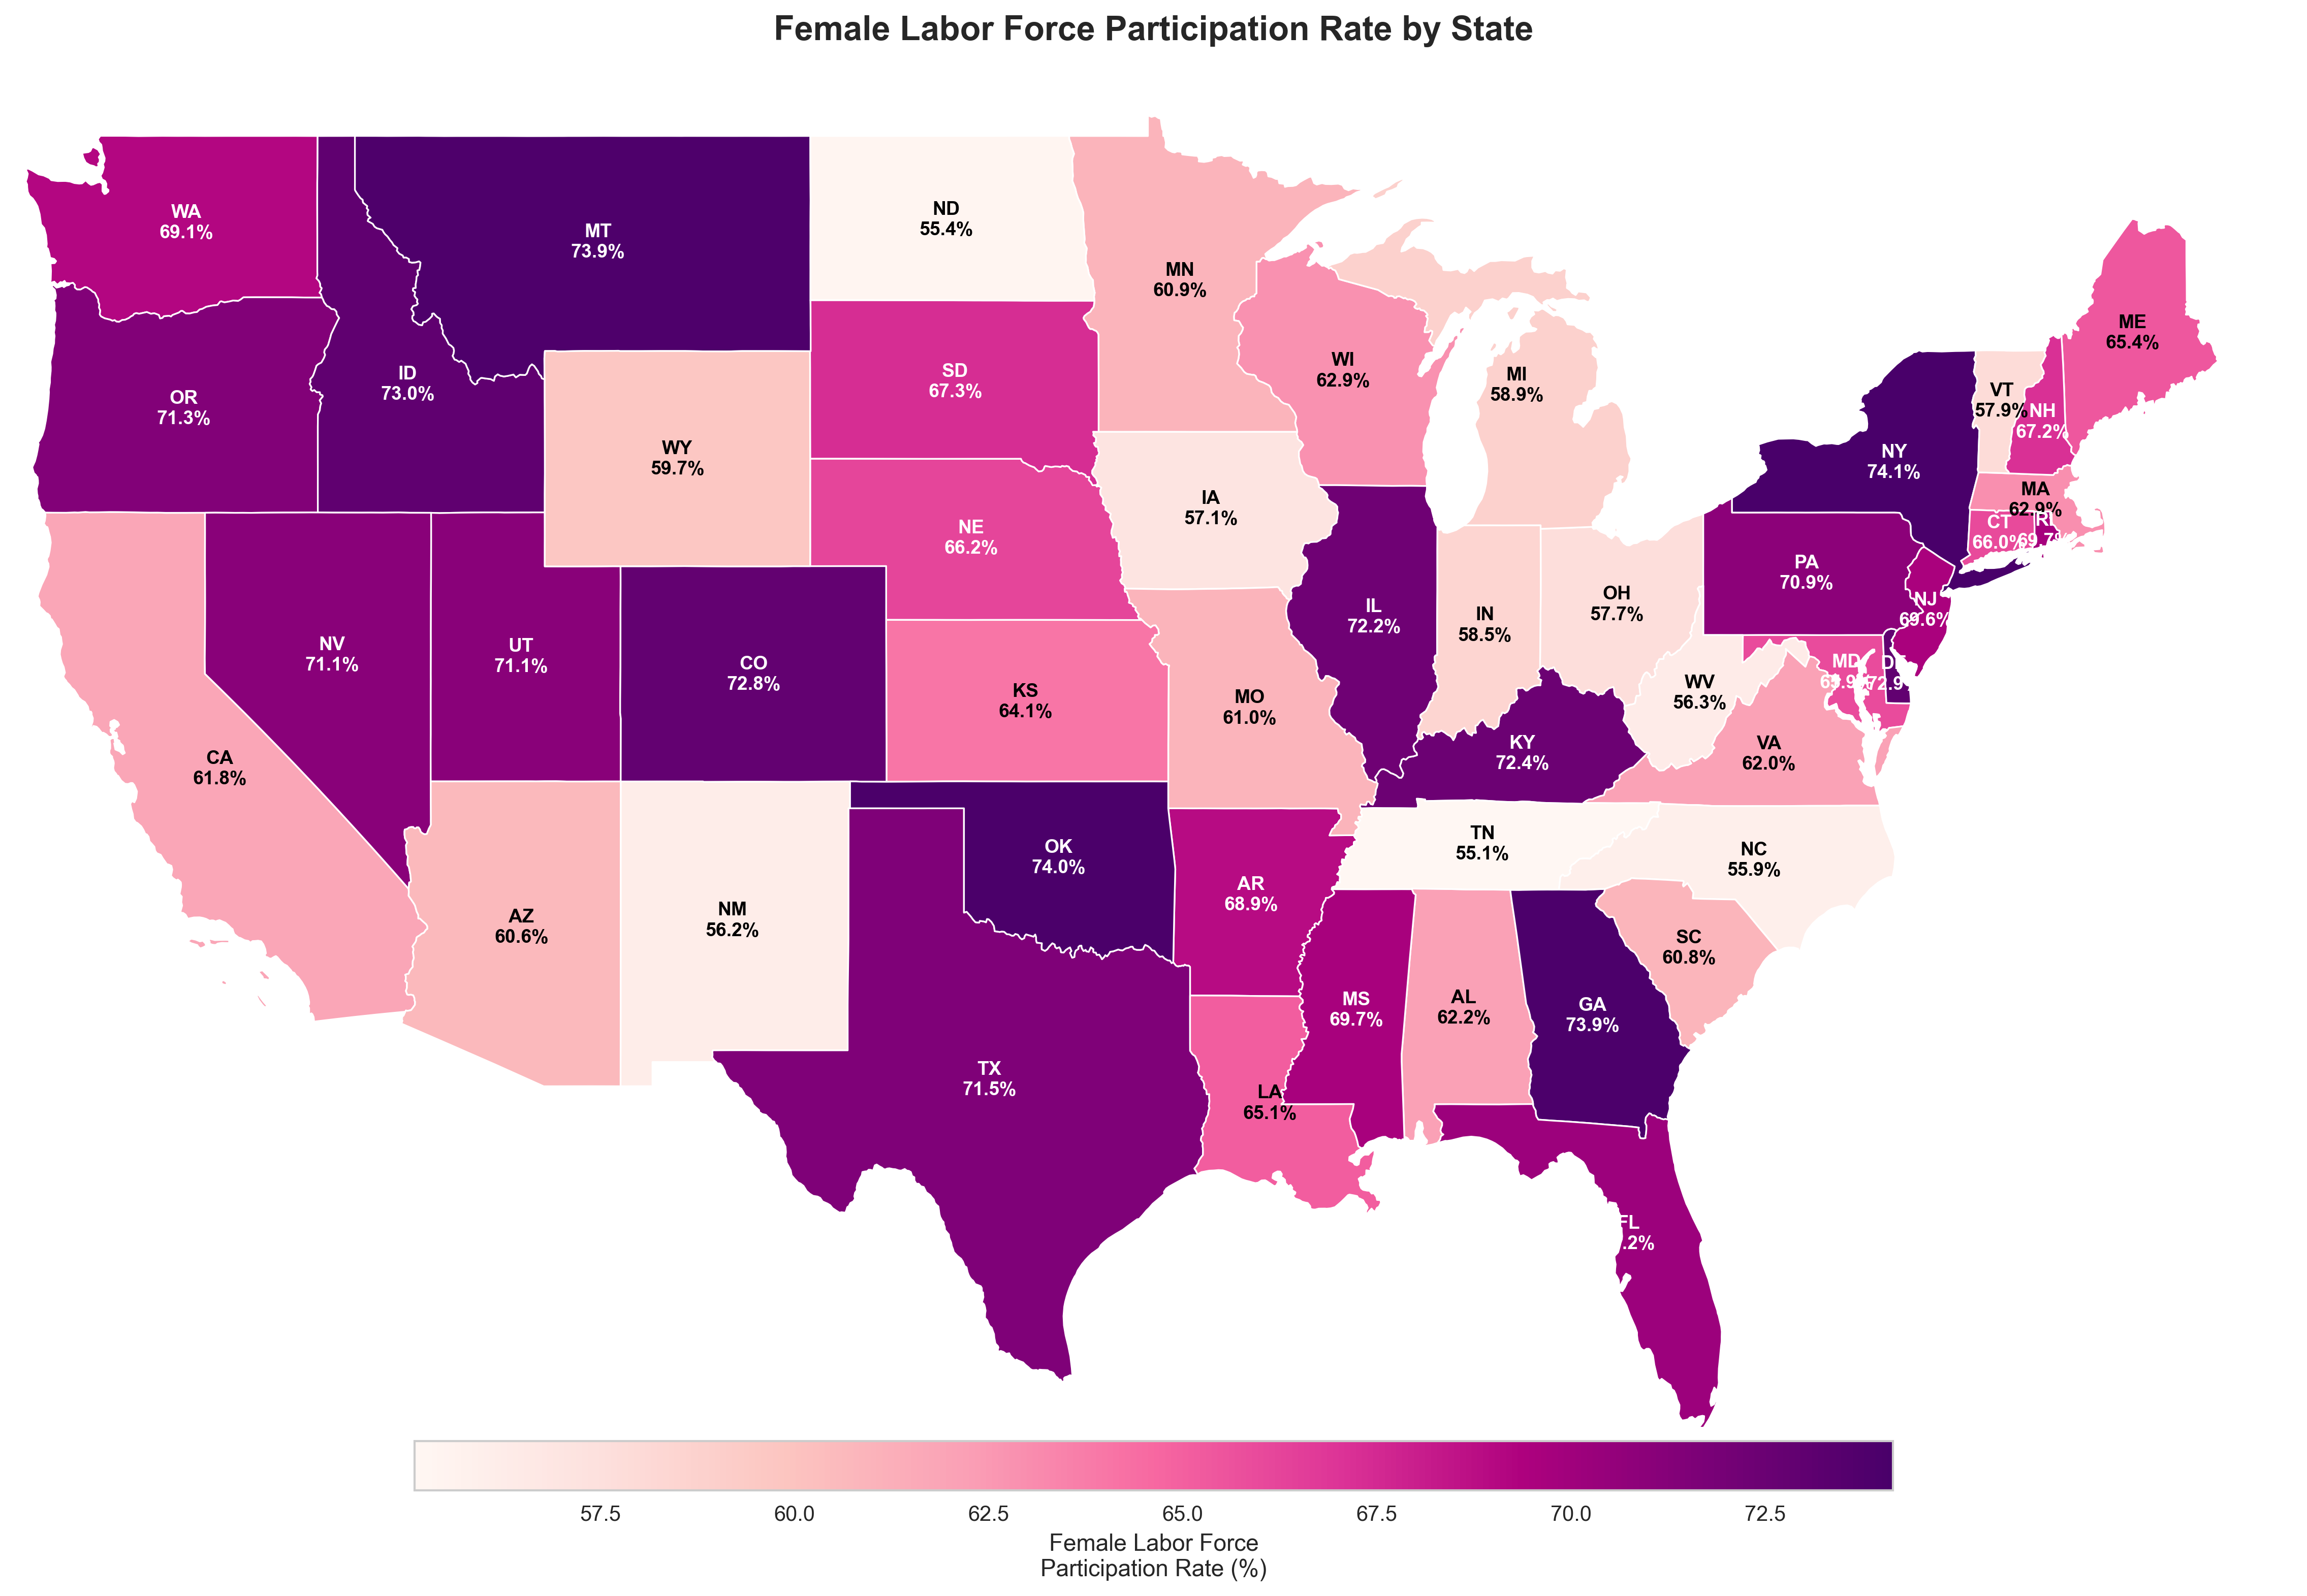 Female Labor Force Participation Rate by State
WA
69.1%
MT
73.9%
ND
55.4%
MN
60.9%
ME
65.4%
ID
73.0%
OR
71.3%
SD
67.3%
WI
62.9%
MI
58.9%
VT
57.9%
NH
67.2%
WY
59.7%
NY
74.1%
IA
57.1%
MA
62.9%
NE
66.2%
CT
66.0%
RI
69.7%
PA
70.9%
NJ
69.6%
NV
71.1%
UT
71.1%
CO
72.8%
IL
72.2%
IN
58.5%
OH
57.7%
KS
64.1%
MO
61.0%
WV
56.3%
MD
65.9%
DE
72.9%
CA
61.8%
KY
72.4%
VA
62.0%
OK
74.0%
TN
55.1%
NC
55.9%
AZ
60.6%
NM
56.2%
AR
68.9%
SC
60.8%
MS
69.7%
AL
62.2%
GA
73.9%
TX
71.5%
LA
65.1%
FL
.2%
57.5 60.0 62.5 65.0 67.5 70.0 72.5
Female Labor Force
Participation Rate (%)